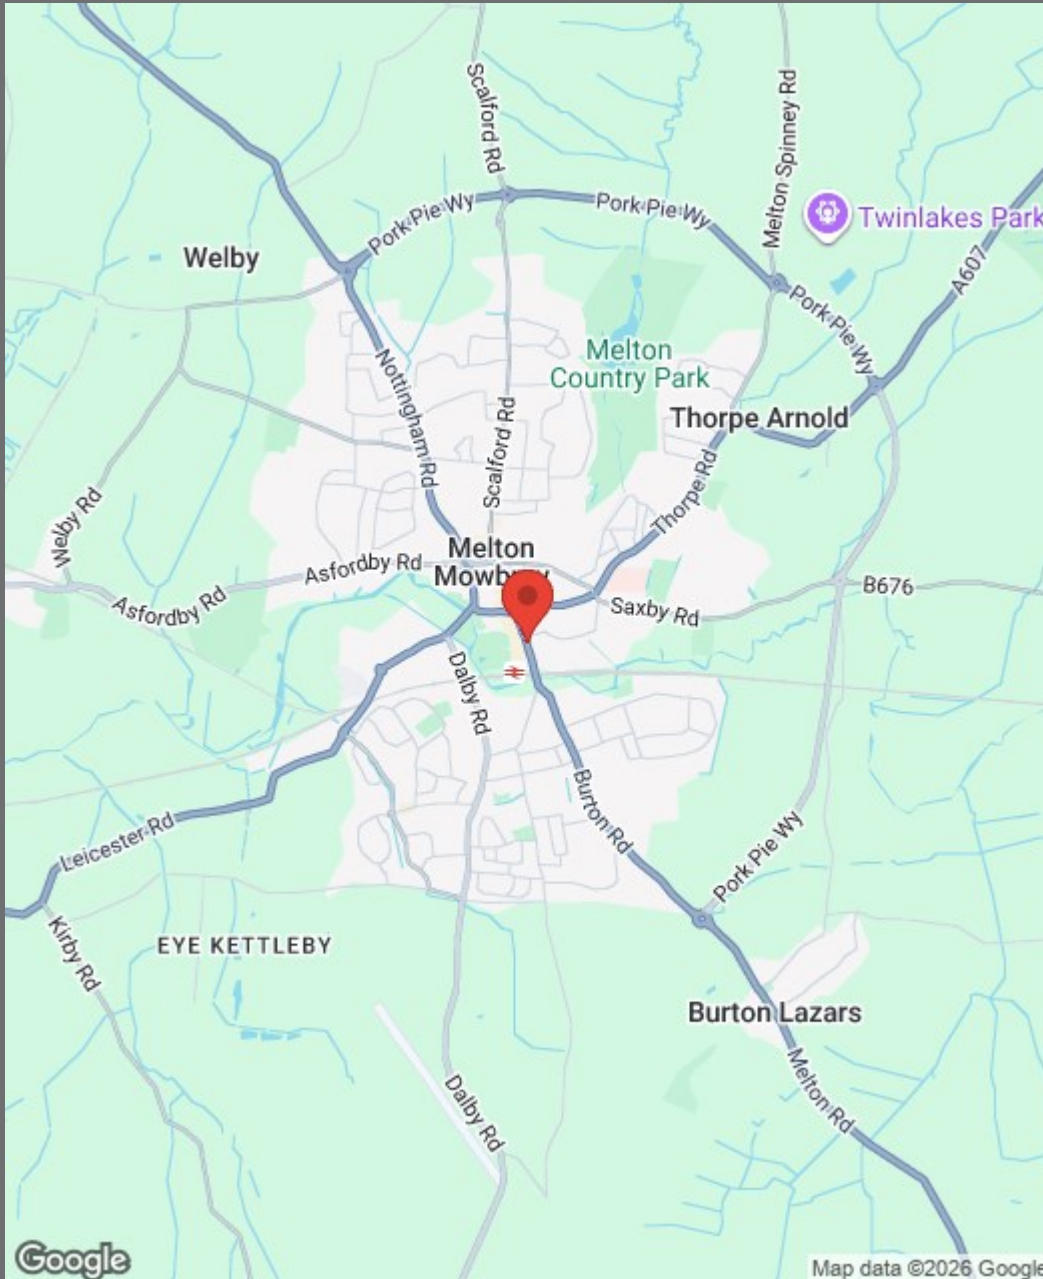 Scalford Rd
Melton Spinney Rd
Pork Pie Wy
Pork Pie Wy
Twinlakes Park
Welby
A607
Pork Pie Wy
Nottingham Rd
Melton
Country Park
Thorpe Arnold
Scalford Rd
Thorpe Rd
Welby Rd
Melton
Asfordby Rd
B676
Asfordby Rd
Saxby Rd
Dalby Rd
Burton Rd
Leicester Rd
Pork Pie Wy
Kirby Rd
EYE KETTLEBY
Burton Lazars
Melton Rd
Dalby Rd
Google
Map data ©2026 Google